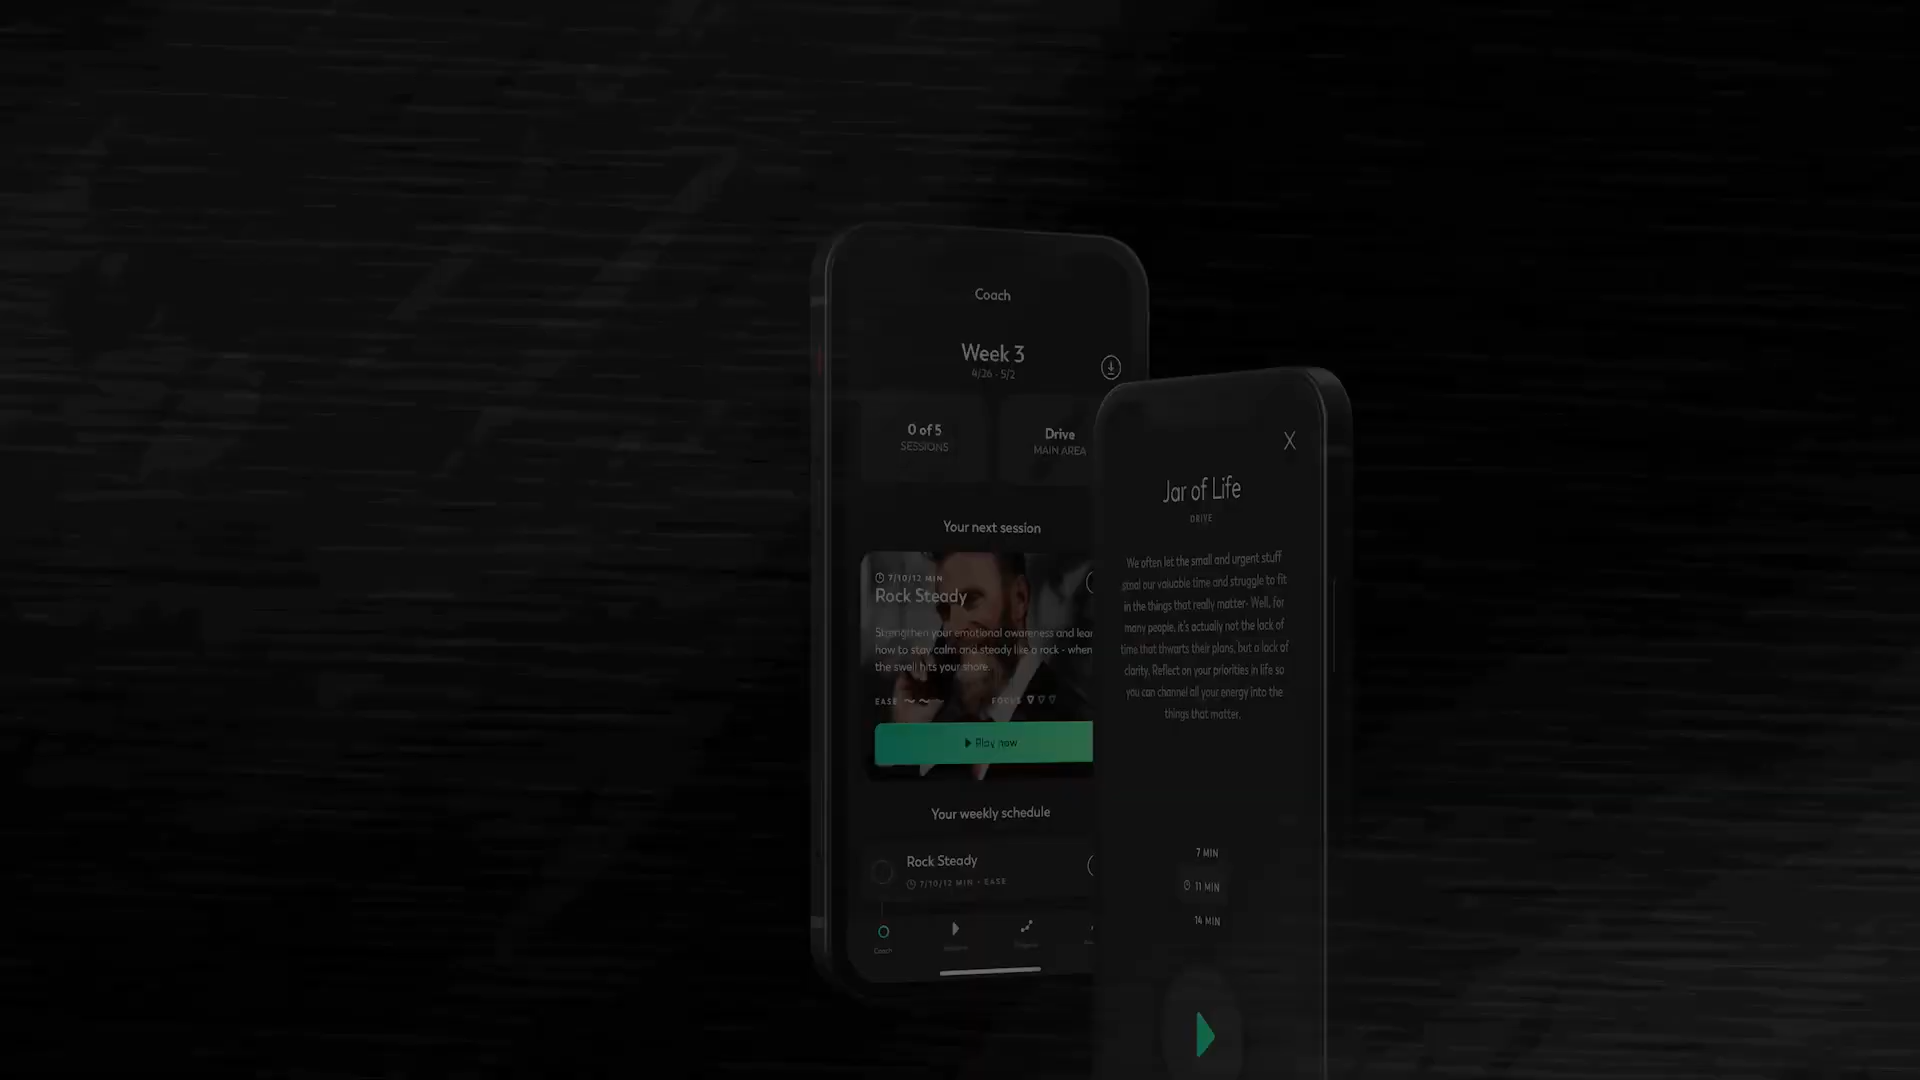 Coach
Week 3
4/26 - 5/2
0 of 5
SESSIONS
Drive
MAIN AREA
Your next session
7/10/12 MIN
Rock Steady
Strengthen your emotional awareness and lear
how to stay calm and steady like a rock - when
the swell hits your shore.
EASE
FOCUS
Play now
Your weekly schedule
Rock Steady
7/10/12 MIN • EASE
Coach
X
Jar of Life
DRIVE
We often let the small and urgent stuff
steal our valuable time and struggle to fit
in the things that really matter- Well, for
many people, it's actually not the lack of
time that thwarts their plans, but a lack of
clarity. Reflect on your priorities in life so
you can channel all your energy into the
things that matter.
7 MIN
11 MIN
14 MIN